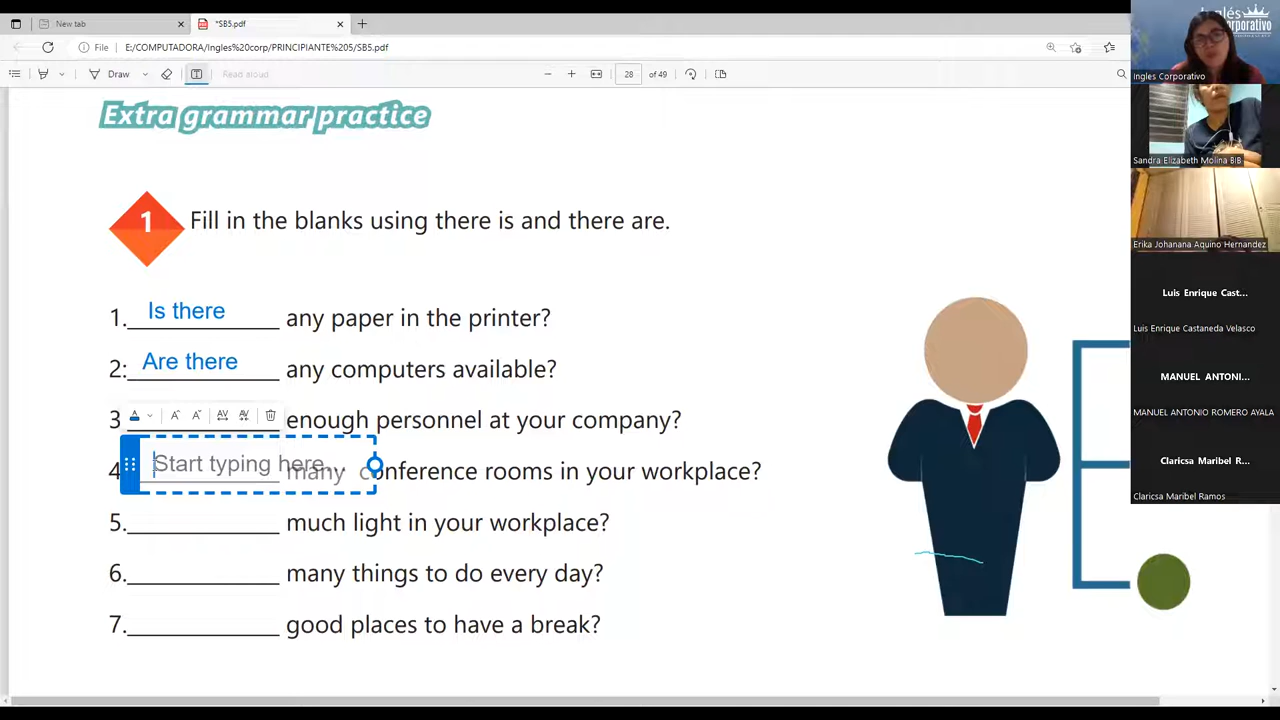 New tab
*SB5.pdf
File
E:/COMPUTADORA/Ingles%20corp/PRINCIPIANTE%205/SB5.pdf
Draw
Read aloud
28 of 49
Extra grammar practice
1 Fill in the blanks using there is and there are.
1. Is there any paper in the printer?
2: Are there any computers available?
3 enough personnel at your company?
4 Start typing here... many conference rooms in your workplace?
5. much light in your workplace?
6. many things to do every day?
7. good places to have a break?
Inglés
Corporativo
Ingles Corporativo
Sandra Elizabeth Molina BIB
Erika Johanana Aquino Hernandez
Luis Enrique Cast...
Luis Enrique Castaneda Velasco
MANUEL ANTONI...
MANUEL ANTONIO ROMERO AYALA
Claricsa Maribel R...
Claricsa Maribel Ramos